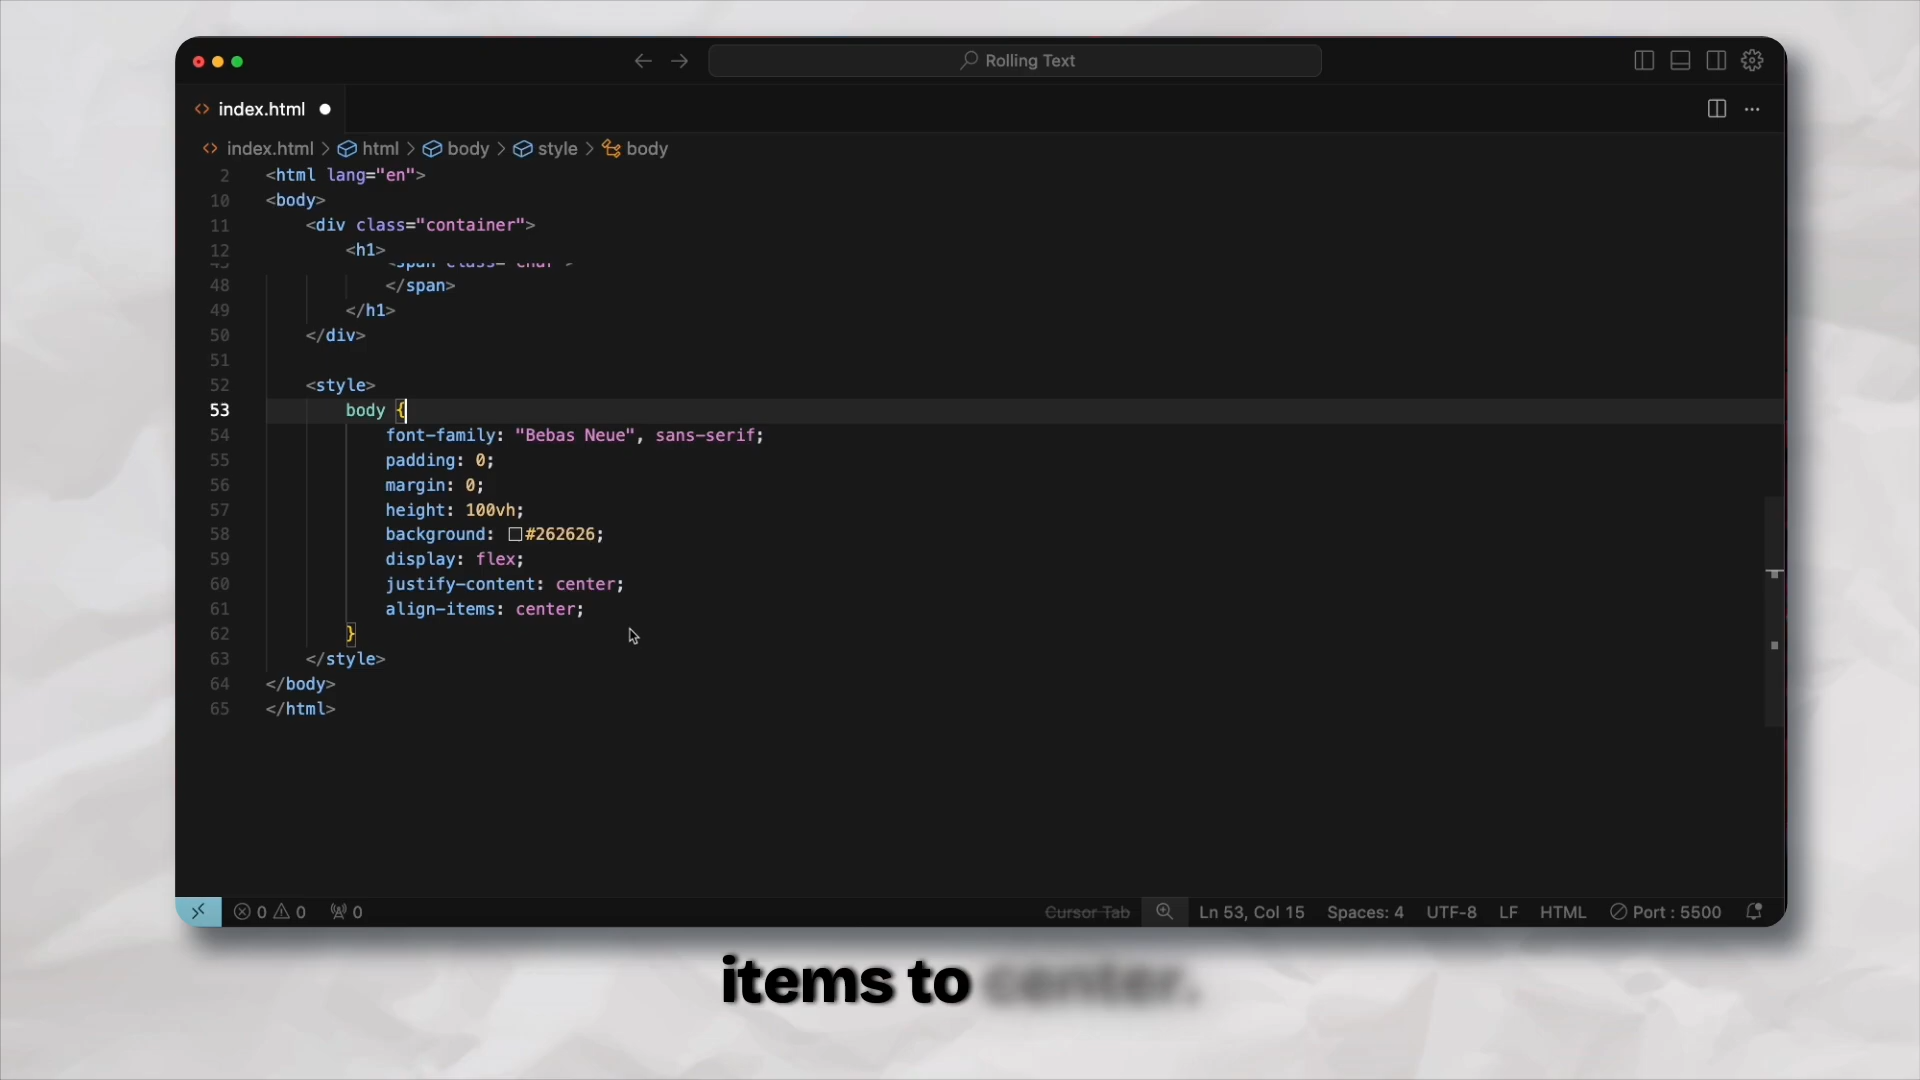 Rolling Text
index.html
index.html > html > body > style > body
2 <html lang="en">
10 <body>
11 <div class="container">
12 <h1>
48 </span>
49 </h1>
50 </div>
51
52 <style>
53 body {
54 font-family: "Bebas Neue", sans-serif;
55 padding: 0;
56 margin: 0;
57 height: 100vh;
58 background: #262626;
59 display: flex;
60 justify-content: center;
61 align-items: center;
62 }
63 </style>
64 </body>
65 </html>
0 0 0 Cursor Tab Ln 53, Col 15 Spaces: 4 UTF-8 LF HTML Port : 5500
items to center.